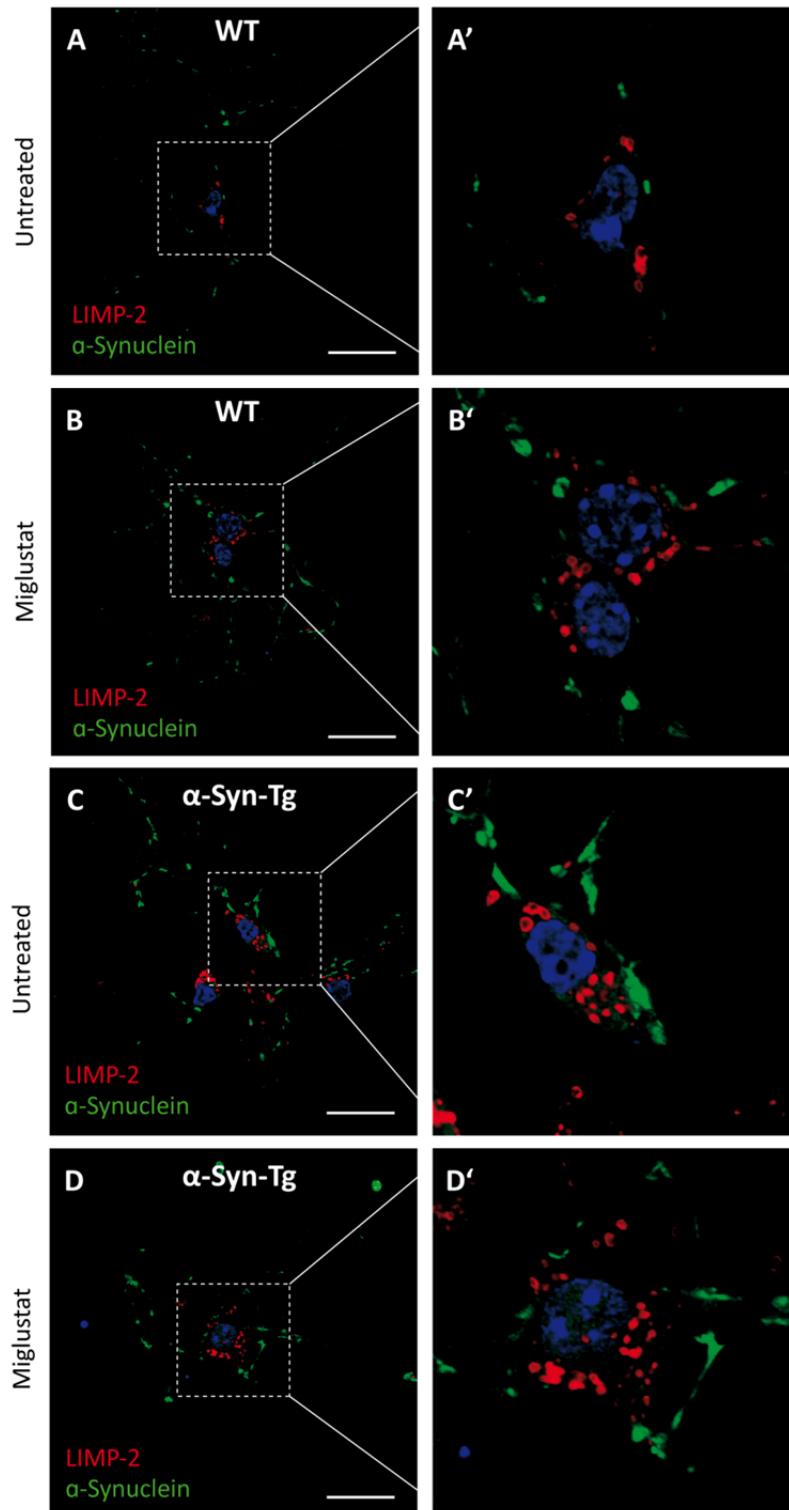 A
WT
A’
Untreated
LIMP-2
α-Synuclein
B
WT
B‘
Miglustat
LIMP-2
α-Synuclein
C
α-Syn-Tg
C’
Untreated
LIMP-2
α-Synuclein
D
α-Syn-Tg
D‘
Miglustat
LIMP-2
α-Synuclein